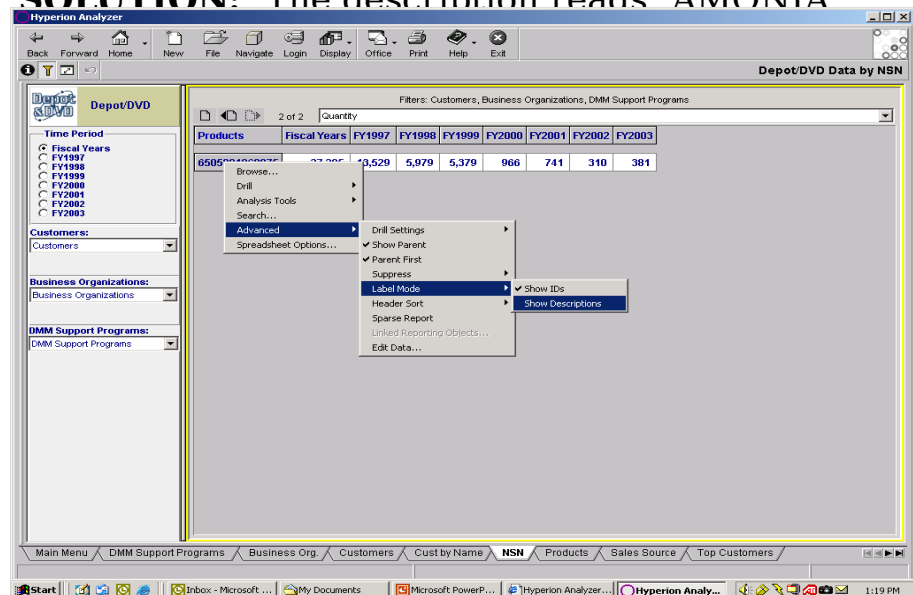 SOLUTION: The description reads "AMONIA
Hyperion Analyzer
Back Forward Home New File Navigate Login Display Office Print Help Exit
Depot/DVD Data by NSN
Depot & DVD Depot/DVD
Filters: Customers, Business Organizations, DMM Support Programs
2 of 2 Quantity
Time Period
Fiscal Years
FY1997
FY1998
FY1999
FY2000
FY2001
FY2002
FY2003
Customers:
Customers
Business Organizations:
Business Organizations
DMM Support Programs:
DMM Support Programs
Products Fiscal Years FY1997 FY1998 FY1999 FY2000 FY2001 FY2002 FY2003
5,979 5,379 966 741 310 381
Browse...
Drill
Analysis Tools
Search...
Advanced
Spreadsheet Options...
Drill Settings
Show Parent
Parent First
Suppress
Label Mode
Header Sort
Sparse Report
Linked Reporting Objects...
Edit Data...
Show IDs
Show Descriptions
Main Menu DMM Support Programs Business Org. Customers Cust by Name NSN Products Sales Source Top Customers
Start Inbox - Microsoft ... My Documents Microsoft PowerP... Hyperion Analyzer... Hyperion Analy... 1:19 PM